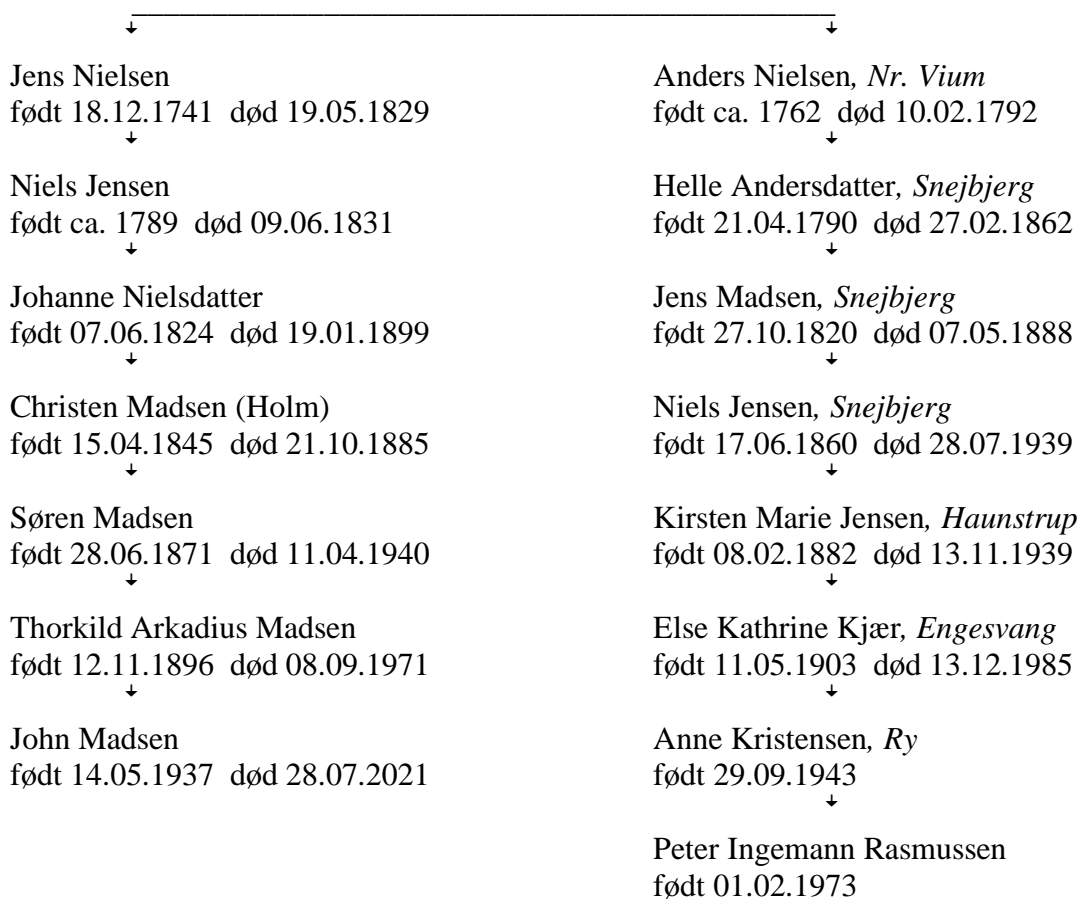 Jens Nielsen
født 18.12.1741 død 19.05.1829
Niels Jensen
født ca. 1789 død 09.06.1831
Johanne Nielsdatter
født 07.06.1824 død 19.01.1899
Christen Madsen (Holm)
født 15.04.1845 død 21.10.1885
Søren Madsen
født 28.06.1871 død 11.04.1940
Thorkild Arkadius Madsen
født 12.11.1896 død 08.09.1971
John Madsen
født 14.05.1937 død 28.07.2021
Anders Nielsen, Nr. Vium
født ca. 1762 død 10.02.1792
Helle Andersdatter, Snejbjerg
født 21.04.1790 død 27.02.1862
Jens Madsen, Snejbjerg
født 27.10.1820 død 07.05.1888
Niels Jensen, Snejbjerg
født 17.06.1860 død 28.07.1939
Kirsten Marie Jensen, Haunstrup
født 08.02.1882 død 13.11.1939
Else Kathrine Kjær, Engesvang
født 11.05.1903 død 13.12.1985
Anne Kristensen, Ry
født 29.09.1943
Peter Ingemann Rasmussen
født 01.02.1973